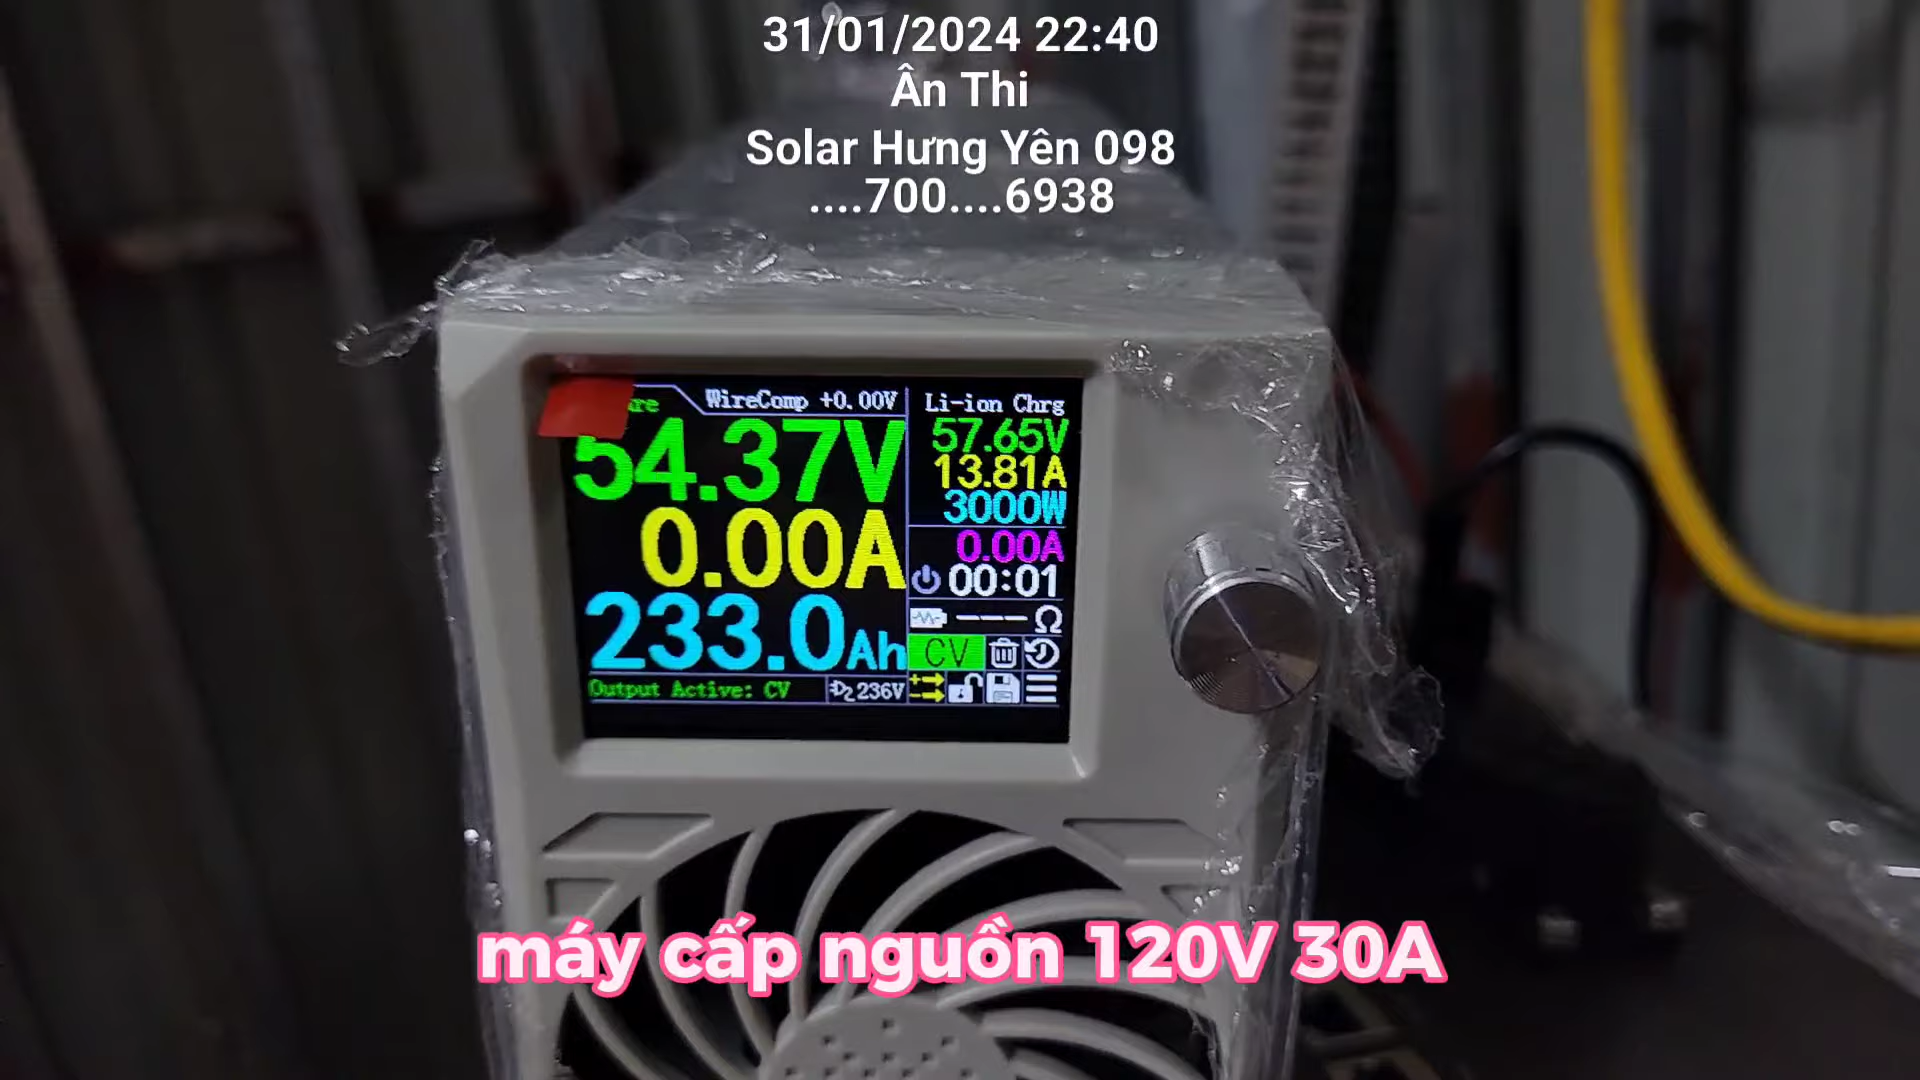 31/01/2024 22:40
Ân Thi
Solar Hưng Yên 098
....700....6938
WireComp +0.00V
Li-ion Chrg
54.37V
57.65V
13.81A
3000W
0.00A
0.00A
00:01
--- Ω
233.0Ah
CV
Output Active: CV
236V
máy cấp nguồn 120V 30A